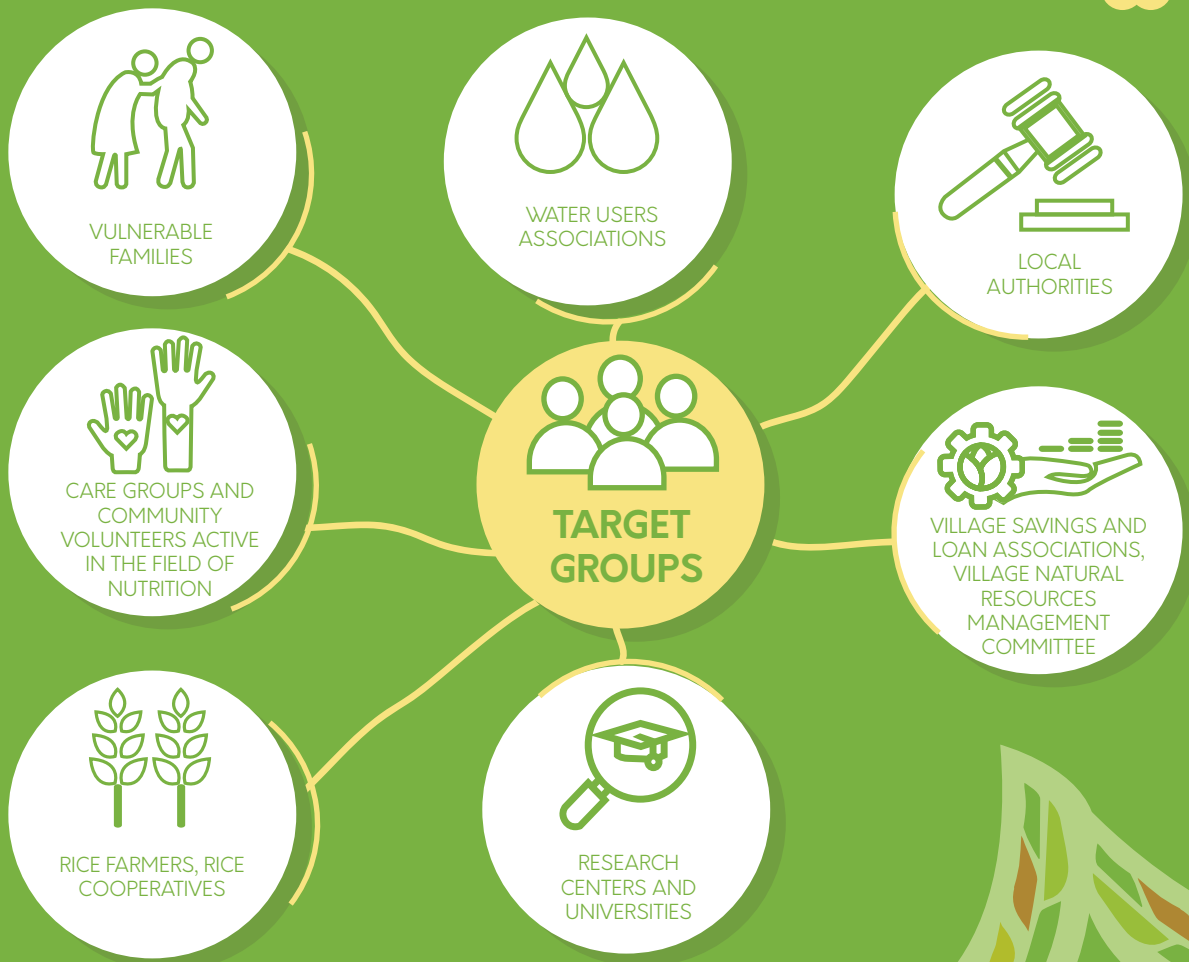 VULNERABLE
FAMILIES
WATER USERS
ASSOCIATIONS
LOCAL
AUTHORITIES
CARE GROUPS AND
COMMUNITY
VOLUNTEERS ACTIVE
IN THE FIELD OF
NUTRITION
TARGET
GROUPS
VILLAGE SAVINGS AND
LOAN ASSOCIATIONS,
VILLAGE NATURAL
RESOURCES
MANAGEMENT
COMMITTEE
RICE FARMERS, RICE
COOPERATIVES
RESEARCH
CENTERS AND
UNIVERSITIES